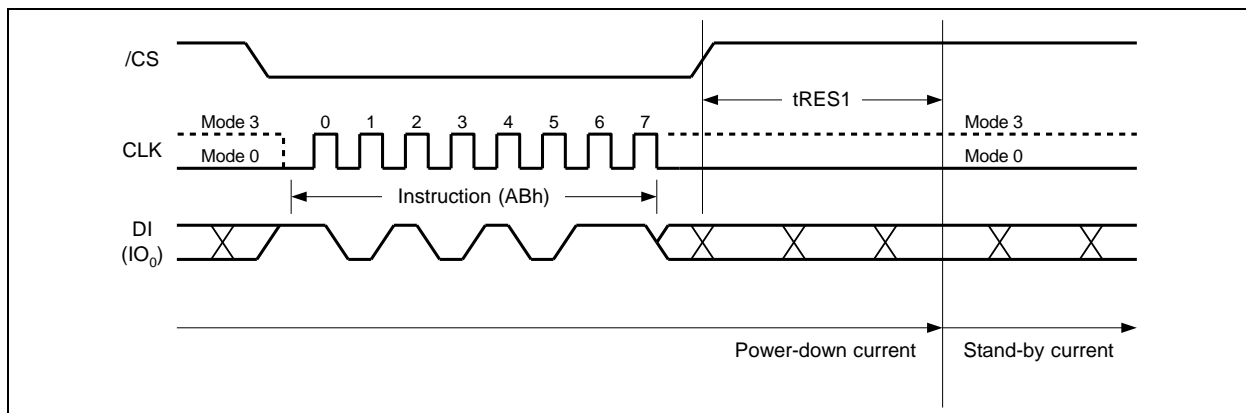 /CS
tRES1
Mode 3 0 1 2 3 4 5 6 7 Mode 3
CLK
Mode 0 Mode 0
Instruction (ABh)
DI
(IO0)
Power-down current Stand-by current